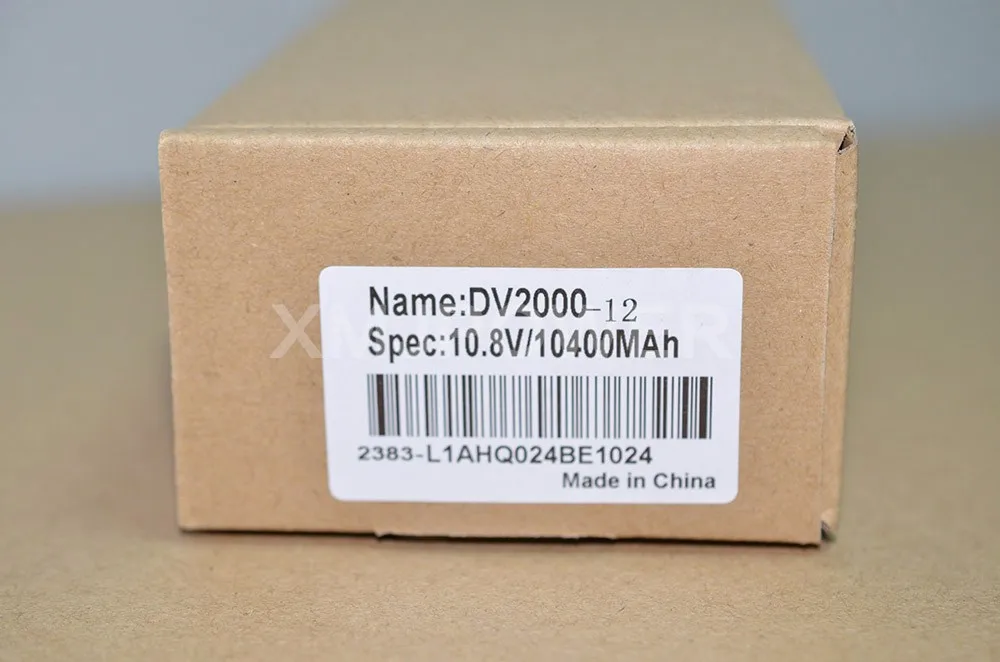 Name:DV2000-12
Spec:10.8V/10400MAh
2383-L1AHQ024BE1024
Made in China